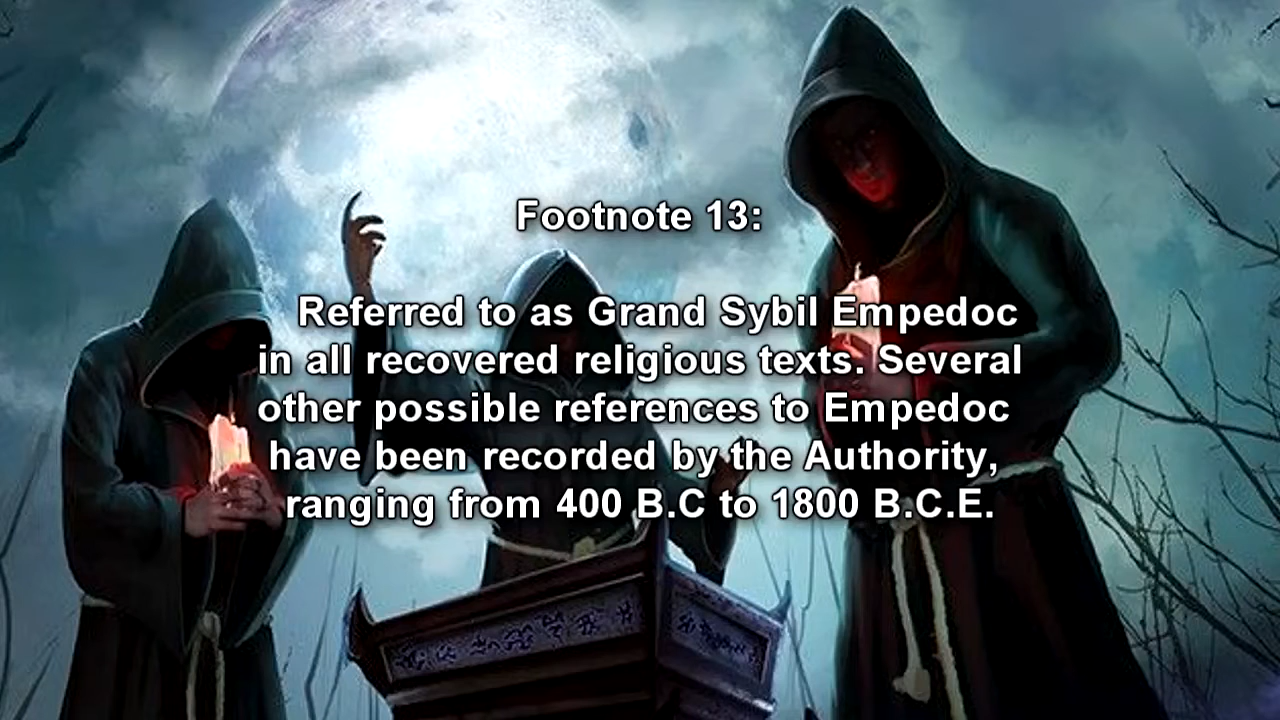 Footnote 13:
Referred to as Grand Sybil Empedoc
in all recovered religious texts. Several
other possible references to Empedoc
have been recorded by the Authority,
ranging from 400 B.C to 1800 B.C.E.